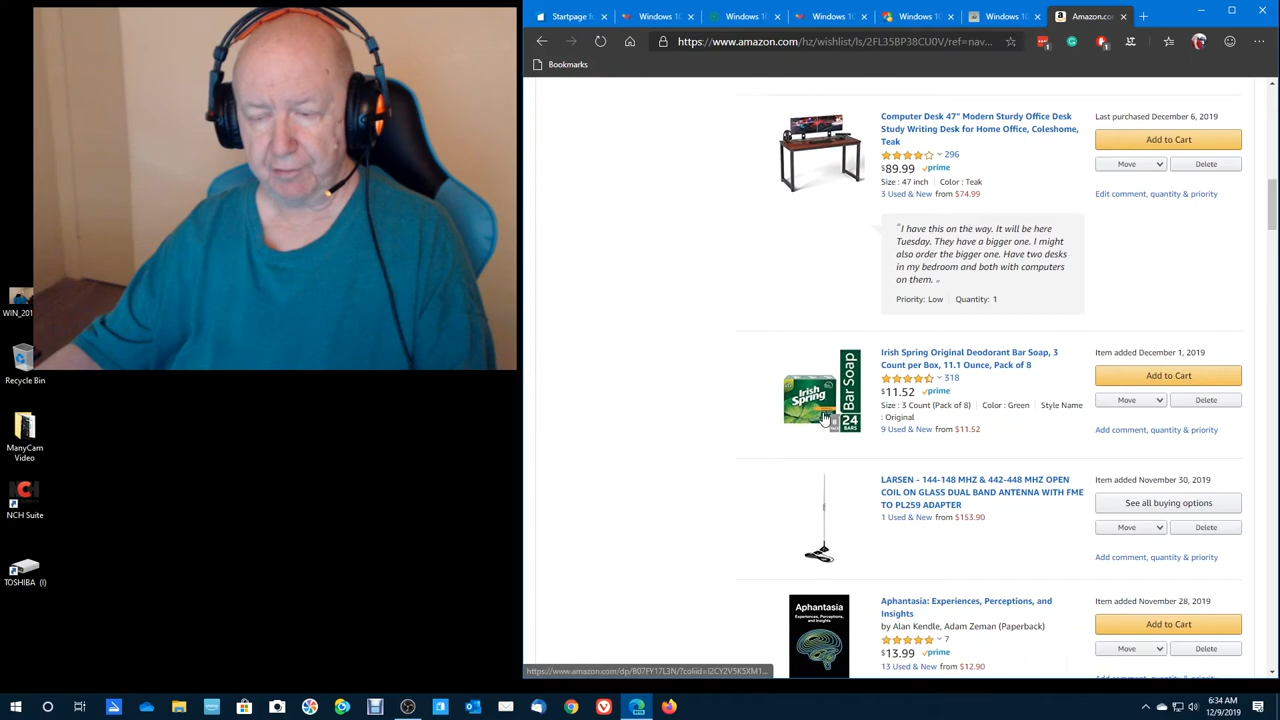 Startpage fo
Windows 10
Windows 10
Windows 10
Windows 10
Windows 10
Amazon.co
https://www.amazon.com/hz/wishlist/ls/2FL35BP38CU0V/ref=nav...
Bookmarks
Computer Desk 47" Modern Sturdy Office Desk
Study Writing Desk for Home Office, Coleshome,
Teak
296
$89.99 prime
Size : 47 inch | Color : Teak
3 Used & New from $74.99
"I have this on the way. It will be here
Tuesday. They have a bigger one. I might
also order the bigger one. Have two desks
in my bedroom and both with computers
on them. "
Priority: Low | Quantity: 1
Last purchased December 6, 2019
Add to Cart
Move
Delete
Edit comment, quantity & priority
Irish Spring
Bar Soap
24
BARS
Irish Spring Original Deodorant Bar Soap, 3
Count per Box, 11.1 Ounce, Pack of 8
318
$11.52 prime
Size : 3 Count (Pack of 8) | Color : Green | Style Name
: Original
9 Used & New from $11.52
Item added December 1, 2019
Add to Cart
Move
Delete
Add comment, quantity & priority
LARSEN - 144-148 MHZ & 442-448 MHZ OPEN
COIL ON GLASS DUAL BAND ANTENNA WITH FME
TO PL259 ADAPTER
1 Used & New from $153.90
Item added November 30, 2019
See all buying options
Move
Delete
Add comment, quantity & priority
Aphantasia
Experiences, Perceptions, and
Insights
Aphantasia: Experiences, Perceptions, and
Insights
by Alan Kendle, Adam Zeman (Paperback)
7
$13.99 prime
13 Used & New from $12.90
Item added November 28, 2019
Add to Cart
Move
Delete
WIN_201
Recycle Bin
ManyCam
Video
NCH Suite
TOSHIBA (I)
6:34 AM
12/9/2019